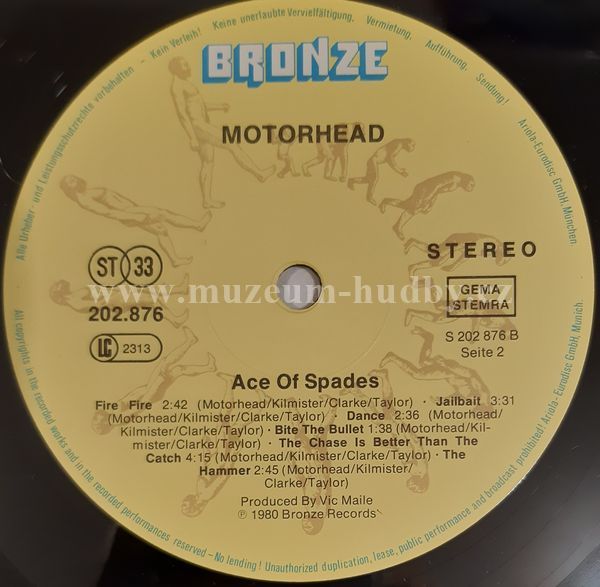 Alle Urheber- und Leistungsschutzrechte vorbehalten – Kein Verleih! Keine unerlaubte Vervielfältigung, Vermietung, Aufführung, Sendung! Ariola-Eurodisc GmbH, München
BRONZE
MOTORHEAD
STEREO
ST 33
202.876
LC 2313
GEMA
STEMRA
S 202 876 B
Seite 2
www.muzeum-hudby.cz
Ace Of Spades
Fire Fire 2:42 (Motorhead/Kilmister/Clarke/Taylor) · Jailbait 3:31
(Motorhead/Kilmister/Clarke/Taylor) · Dance 2:36 (Motorhead/
Kilmister/Clarke/Taylor) · Bite The Bullet 1:38 (Motorhead/Kil-
mister/Clarke/Taylor) · The Chase Is Better Than The
Catch 4:15 (Motorhead/Kilmister/Clarke/Taylor) · The
Hammer 2:45 (Motorhead/Kilmister/
Clarke/Taylor)
Produced By Vic Maile
℗ 1980 Bronze Records
All copyrights in the recorded works and in the recorded performances reserved – No lending! Unauthorized duplication, lease, public performance and broadcast prohibited! Ariola-Eurodisc GmbH, Munich.